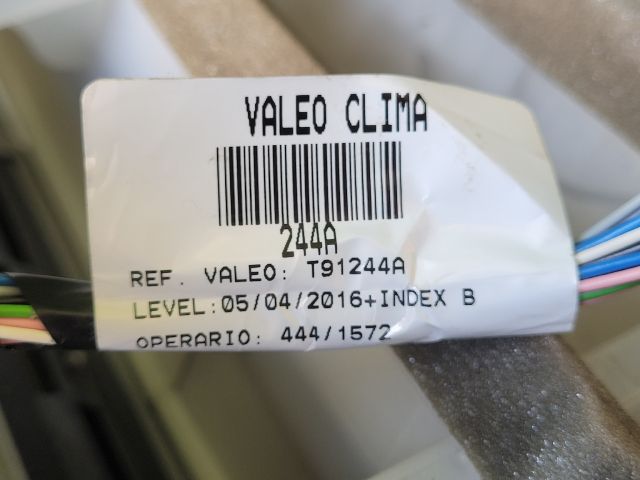 VALEO CLIMA
244A
REF. VALEO: T91244A
LEVEL:05/04/2016+INDEX B
OPERARIO: 444/1572